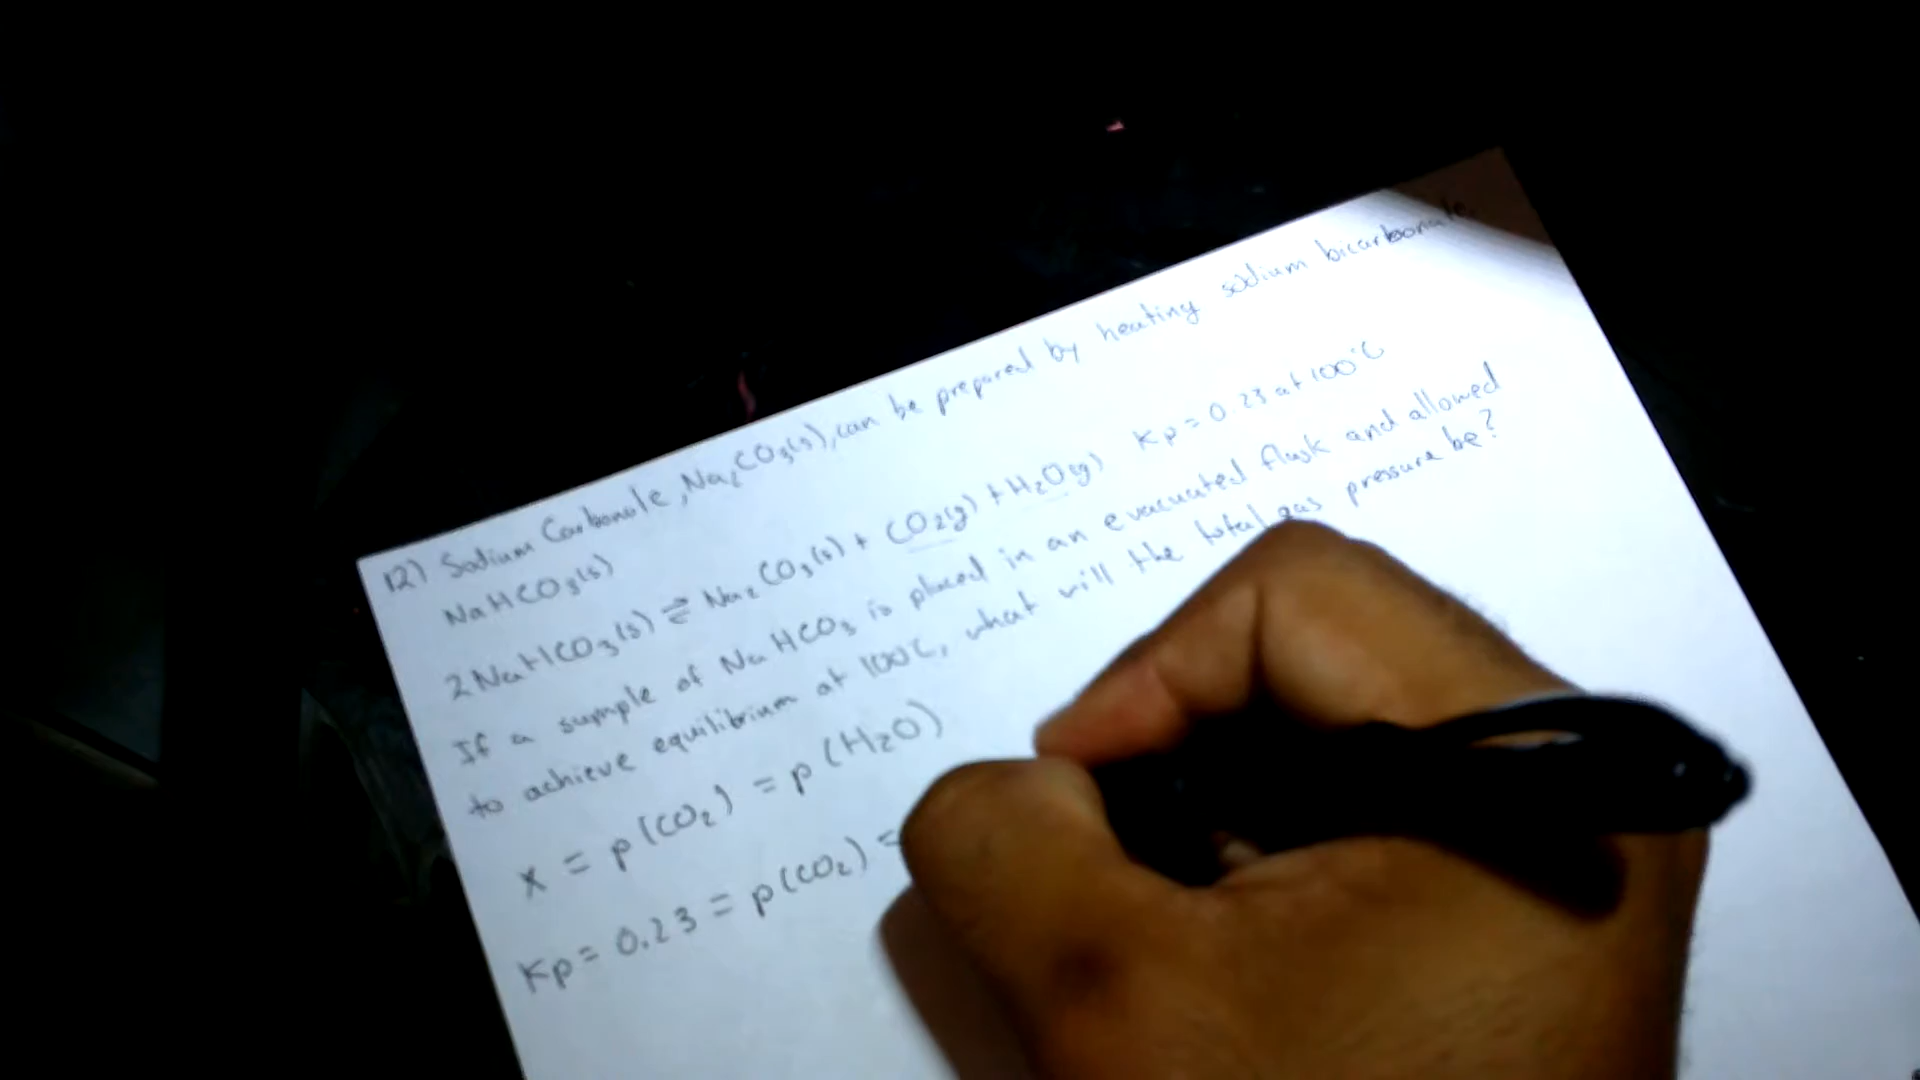 12) Sodium Carbonate, Na₂CO₃(s), can be prepared by heating sodium bicarbonate,
NaHCO₃(s)
2NaHCO₃(s) ⇌ Na₂CO₃(s) + CO₂(g) + H₂O(g) Kp = 0.23 at 100°C
If a sample of NaHCO₃ is placed in an evacuated flask and allowed
to achieve equilibrium at 100°C, what will the total gas pressure be?
x = p(CO₂) = p(H₂O)
Kp = 0.23 = p(CO₂) =